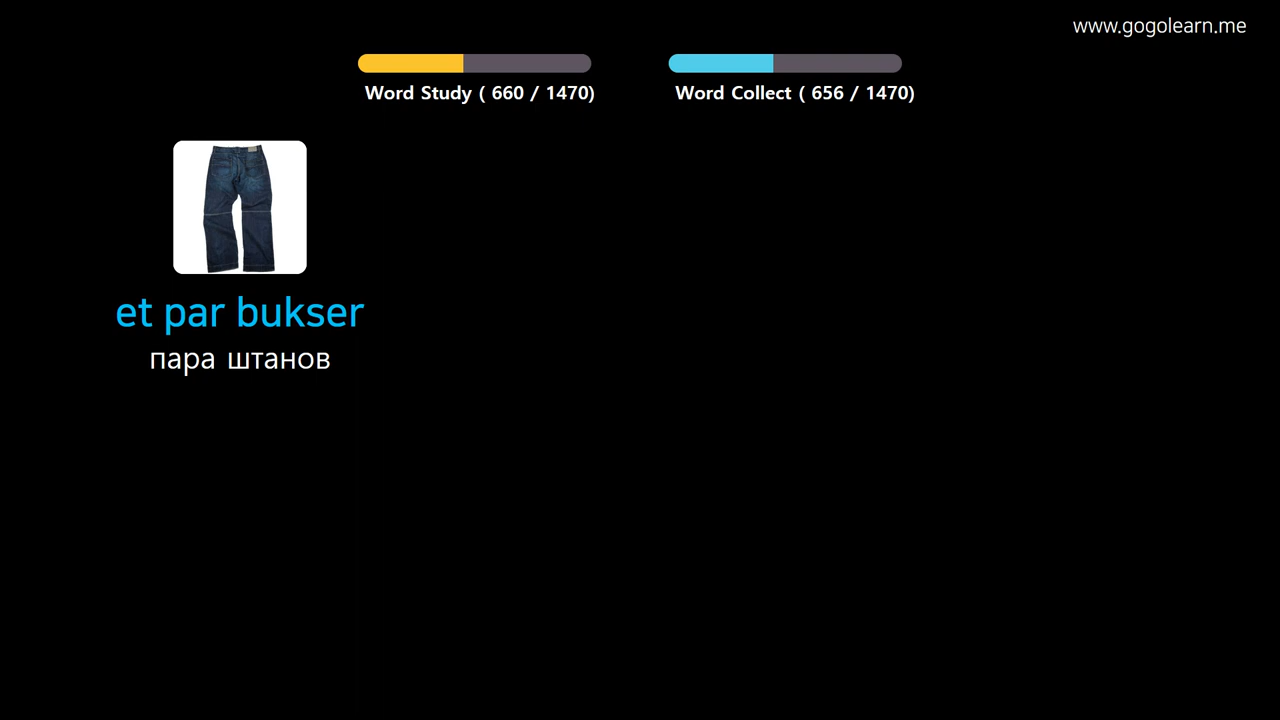 www.gogolearn.me
Word Study ( 660 / 1470)
Word Collect ( 656 / 1470)
et par bukser
пара штанов